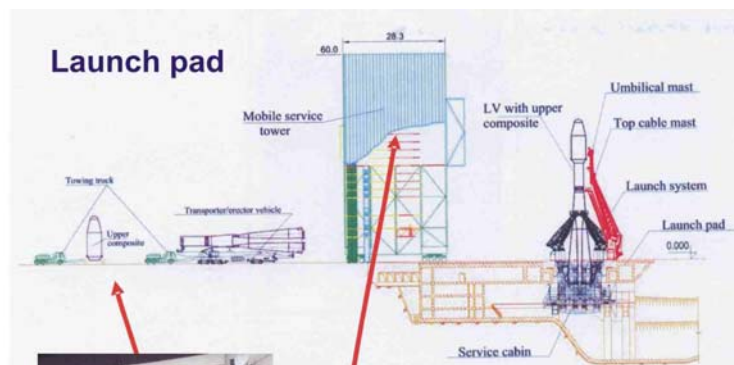 Launch pad
60.0
28.3
Mobile service
tower
LV with upper
composite
Umbilical mast
Top cable mast
Launch system
Launch pad
0.000
Towing truck
Upper
composite
Transporter/erector vehicle
Service cabin